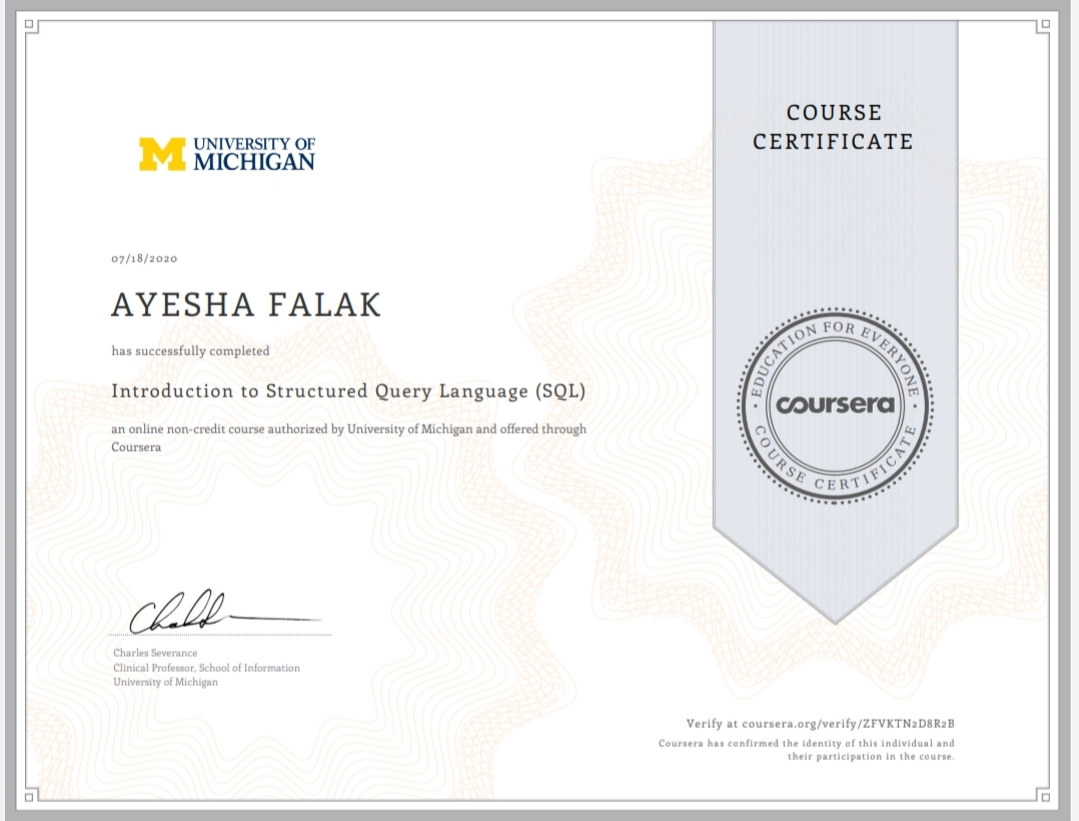 COURSE
CERTIFICATE
UNIVERSITY OF
MICHIGAN
07/18/2020
AYESHA FALAK
has successfully completed
Introduction to Structured Query Language (SQL)
an online non-credit course authorized by University of Michigan and offered through
Coursera
EDUCATION FOR EVERYONE
coursera
COURSE CERTIFICATE
Charles Severance
Clinical Professor, School of Information
University of Michigan
Verify at coursera.org/verify/ZFVKTN2D8R2B
Coursera has confirmed the identity of this individual and
their participation in the course.